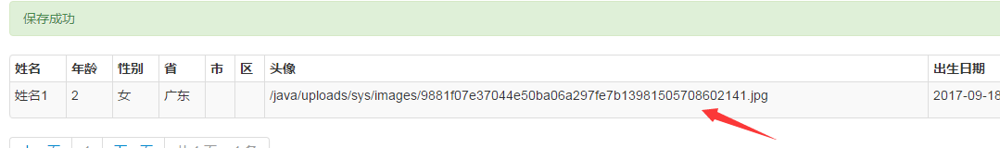 保存成功
姓名 年龄 性别 省 市 区 头像 出生日期
姓名1 2 女 广东 /java/uploads/sys/images/9881f07e37044e50ba06a297fe7b13981505708602141.jpg 2017-09-18